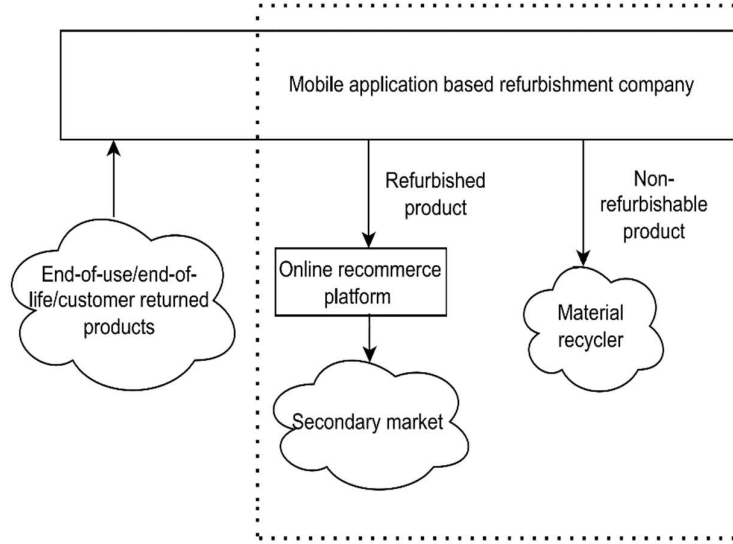 Mobile application based refurbishment company
Refurbished
product
Non-
refurbishable
product
End-of-use/end-of-
life/customer returned
products
Online recommerce
platform
Material
recycler
Secondary market